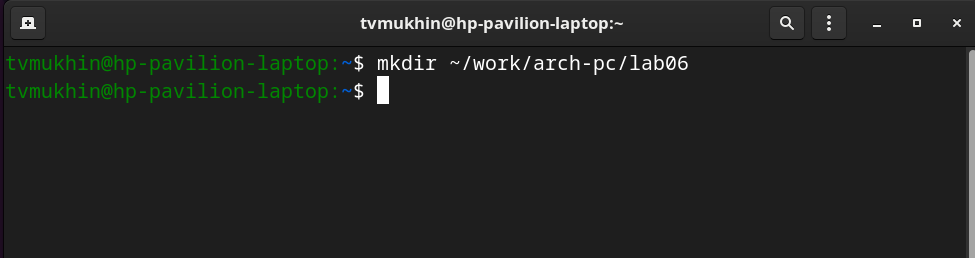 tvmukhin@hp-pavilion-laptop:~
tvmukhin@hp-pavilion-laptop:~$ mkdir ~/work/arch-pc/lab06
tvmukhin@hp-pavilion-laptop:~$